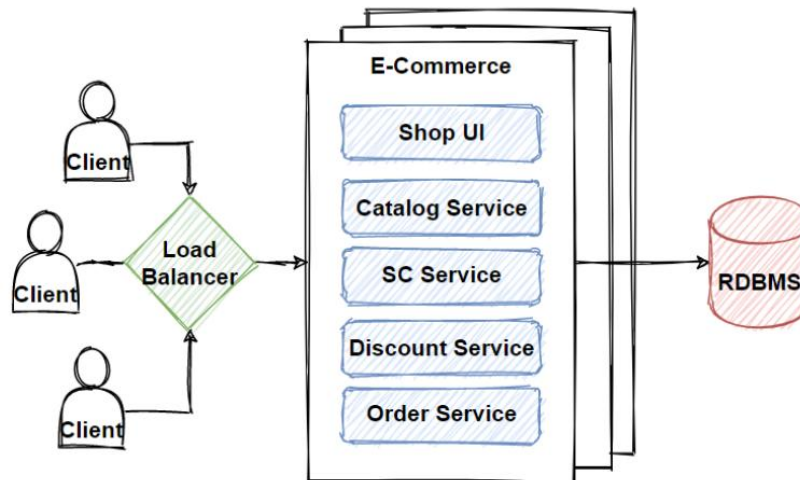 E-Commerce
Shop UI
Catalog Service
SC Service
Discount Service
Order Service
Client
Client
Client
Load
Balancer
RDBMS